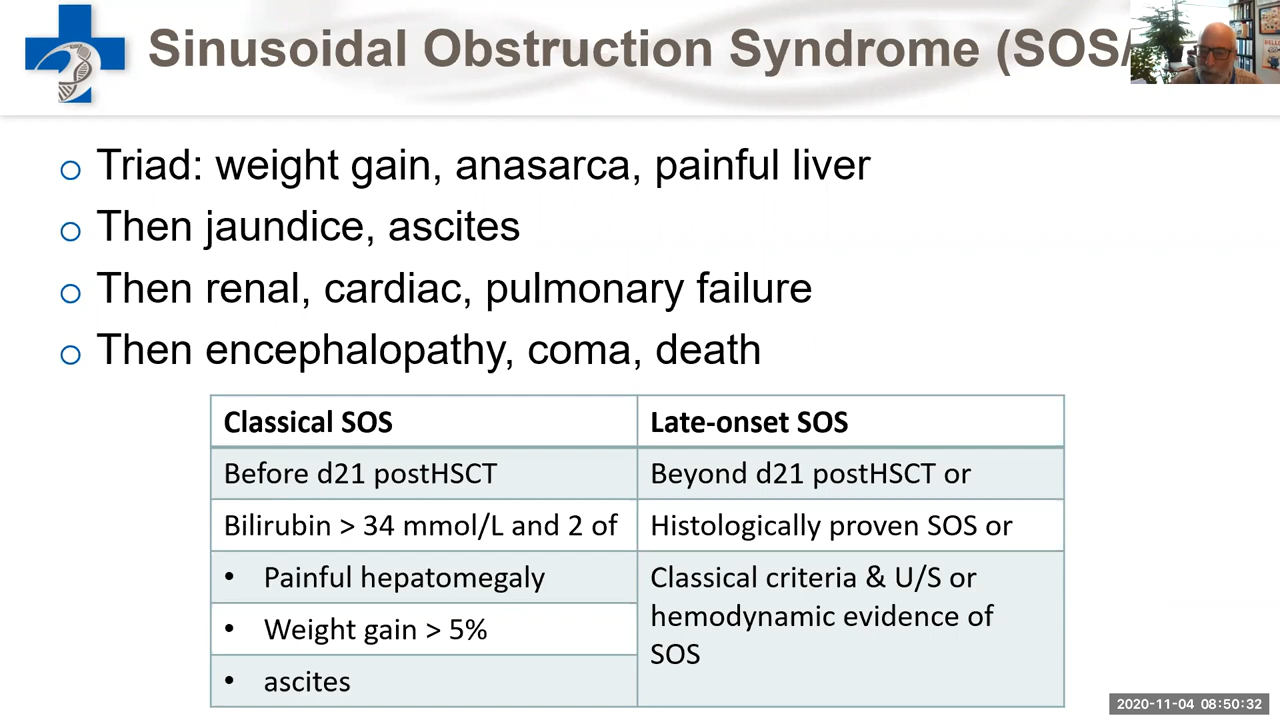 Sinusoidal Obstruction Syndrome (SOS/
o Triad: weight gain, anasarca, painful liver
o Then jaundice, ascites
o Then renal, cardiac, pulmonary failure
o Then encephalopathy, coma, death
Classical SOS Late-onset SOS
Before d21 postHSCT Beyond d21 postHSCT or
Bilirubin > 34 mmol/L and 2 of Histologically proven SOS or
• Painful hepatomegaly
• Weight gain > 5%
• ascites
Classical criteria & U/S or
hemodynamic evidence of
SOS
2020-11-04 08:50:32